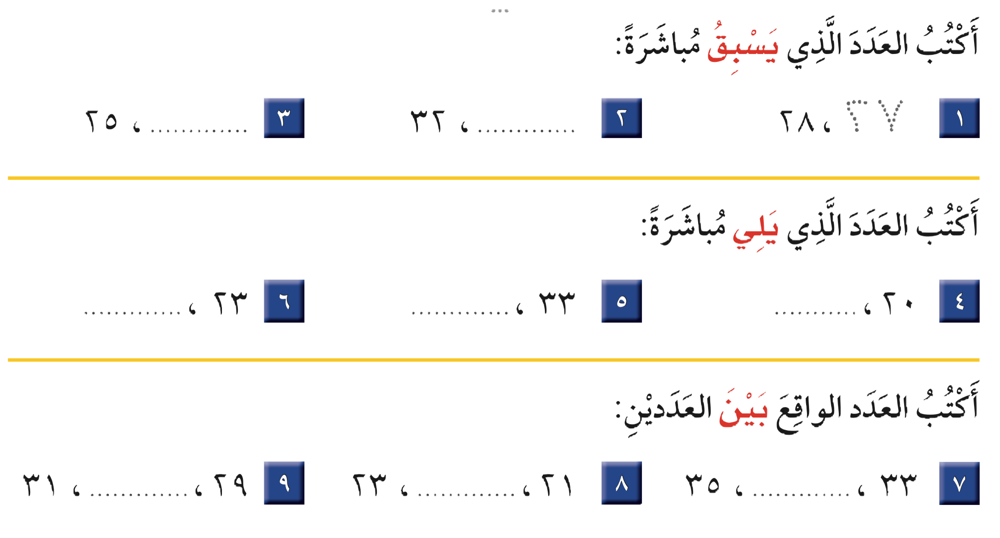 أَكْتُبُ العَدَدَ الَّذِي يَسْبِقُ مُباشَرَةً:
١ ٢٧ ، ٢٨ ٢ ............. ، ٣٢ ٣ ............. ، ٢٥
أَكْتُبُ العَدَدَ الَّذِي يَلِي مُباشَرَةً:
٤ ٢٠ ، ........... ٥ ٣٣ ، ............. ٦ ٢٣ ، .............
أَكْتُبُ العَدَد الواقِعَ بَيْنَ العَدَديْنِ:
٧ ٣٣ ، ............. ، ٣٥ ٨ ٢١ ، ............. ، ٢٣ ٩ ٢٩ ، ............. ، ٣١